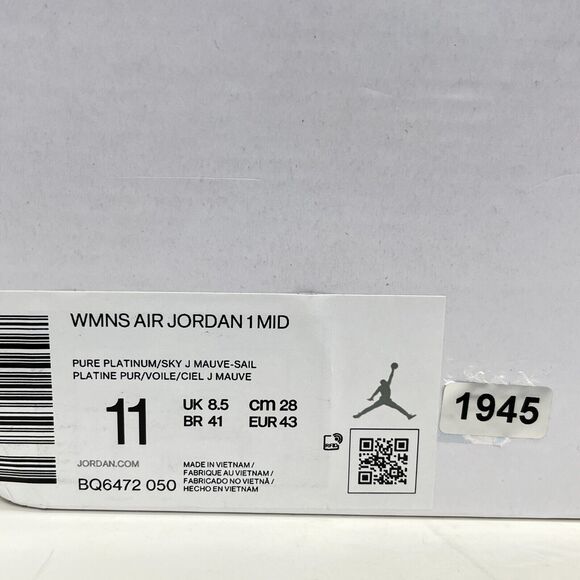 WMNS AIR JORDAN 1 MID
PURE PLATINUM/SKY J MAUVE-SAIL
PLATINE PUR/VOILE/CIEL J MAUVE
11
UK 8.5 cm 28
BR 41 EUR 43
RFID
JORDAN.COM
BQ6472 050
MADE IN VIETNAM /
FABRIQUE AU VIETNAM /
FABRICADO NO VIETNÃ /
HECHO EN VIETNAM
1945